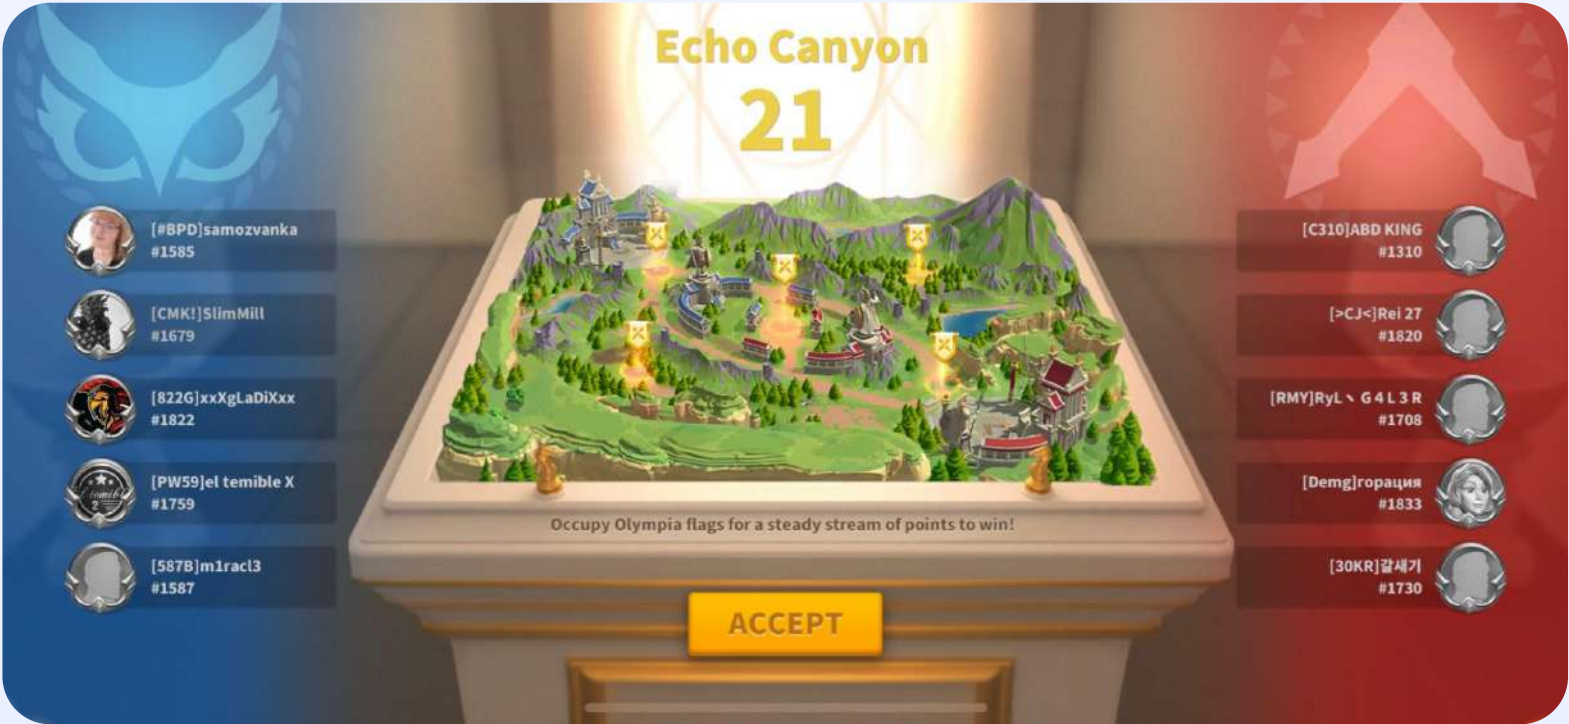 Echo Canyon
21
[#BPD]samozvanka
#1585
[CMK!]SlimMill
#1679
[822G]xxXgLaDiXxx
#1822
[PW59]el temible X
#1759
[587B]m1racl3
#1587
[C310]ABD KING
#1310
[>CJ<]Rei 27
#1820
[RMY]RyL丶G4L3R
#1708
[Demg]горация
#1833
[30KR]갈새기
#1730
Occupy Olympia flags for a steady stream of points to win!
ACCEPT